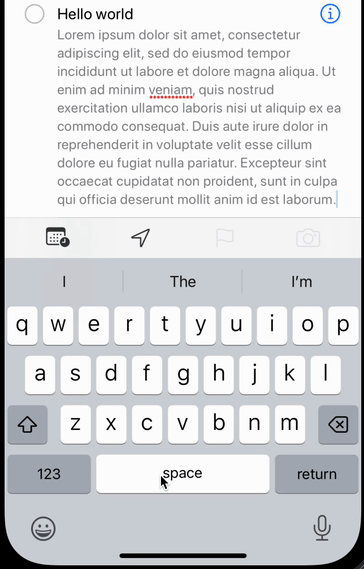 Hello world
Lorem ipsum dolor sit amet, consectetur
adipiscing elit, sed do eiusmod tempor
incididunt ut labore et dolore magna aliqua. Ut
enim ad minim veniam, quis nostrud
exercitation ullamco laboris nisi ut aliquip ex ea
commodo consequat. Duis aute irure dolor in
reprehenderit in voluptate velit esse cillum
dolore eu fugiat nulla pariatur. Excepteur sint
occaecat cupidatat non proident, sunt in culpa
qui officia deserunt mollit anim id est laborum.
I The I'm
q w e r t y u i o p
a s d f g h j k l
z x c v b n m
123 space return